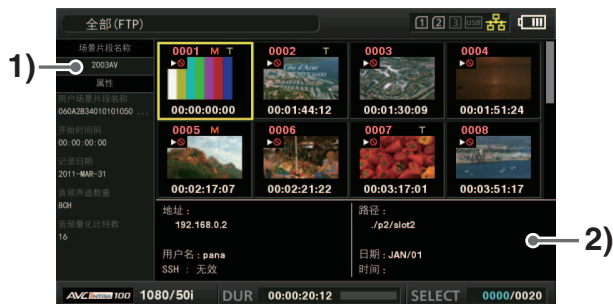 全部(FTP)
1 2 3 USB
场景片段名称
2003AV
属性
用户场景片段名称
060A2B34010101050 ...
开始时间码
00:00:00:00
记录日期
2011-MAR-31
音频声道数量
8CH
音频量化比特数
16
1)
0001 M T
00:00:00:00
0002 T
Côte d'Azur
00:01:44:12
0003
00:01:30:09
0004
00:01:51:24
0005 M
00:02:17:07
0006
00:02:21:22
0007 T
00:03:17:01
0008
00:03:51:17
地址：
192.168.0.2
用户名：pana
SSH ： 无效
路径：
./p2/slot2
日期：JAN/01
时间：
2)
AVC INTRA 100 1080/50i DUR 00:00:20:12 SELECT 0000/0020